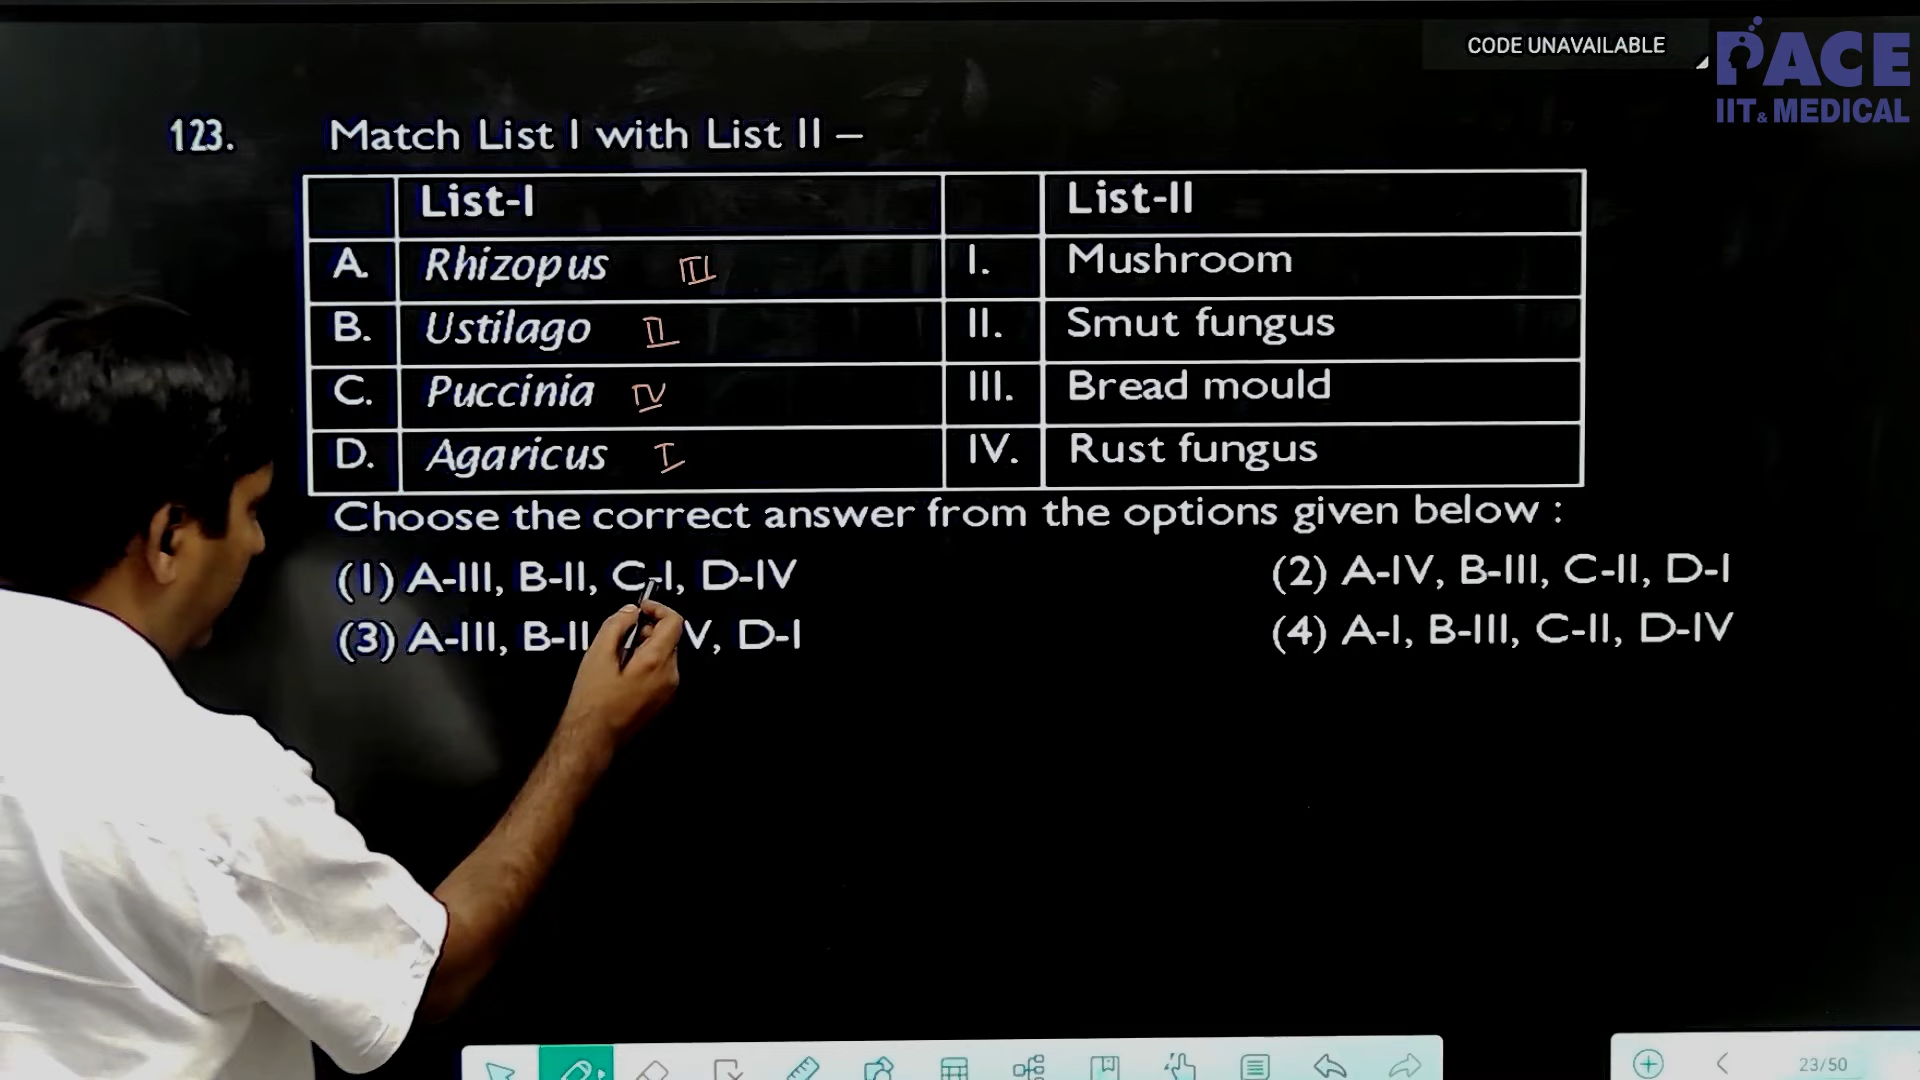 CODE UNAVAILABLE
PACE
IIT & MEDICAL
123. Match List I with List II –
List-I List-II
A. Rhizopus III I. Mushroom
B. Ustilago II II. Smut fungus
C. Puccinia IV III. Bread mould
D. Agaricus I IV. Rust fungus
Choose the correct answer from the options given below :
(1) A-III, B-II, C-I, D-IV (2) A-IV, B-III, C-II, D-I
(3) A-III, B-II V, D-I (4) A-I, B-III, C-II, D-IV
23/50